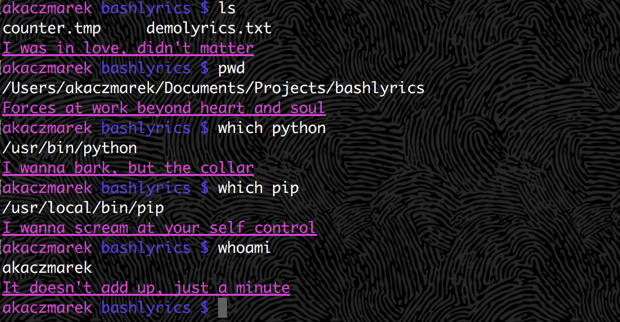 akaczmarek bashlyrics $ ls
counter.tmp demolyrics.txt
I was in love, didn't matter
akaczmarek bashlyrics $ pwd
/Users/akaczmarek/Documents/Projects/bashlyrics
Forces at work beyond heart and soul
akaczmarek bashlyrics $ which python
/usr/bin/python
I wanna bark, but the collar
akaczmarek bashlyrics $ which pip
/usr/local/bin/pip
I wanna scream at your self control
akaczmarek bashlyrics $ whoami
akaczmarek
It doesn't add up, just a minute
akaczmarek bashlyrics $